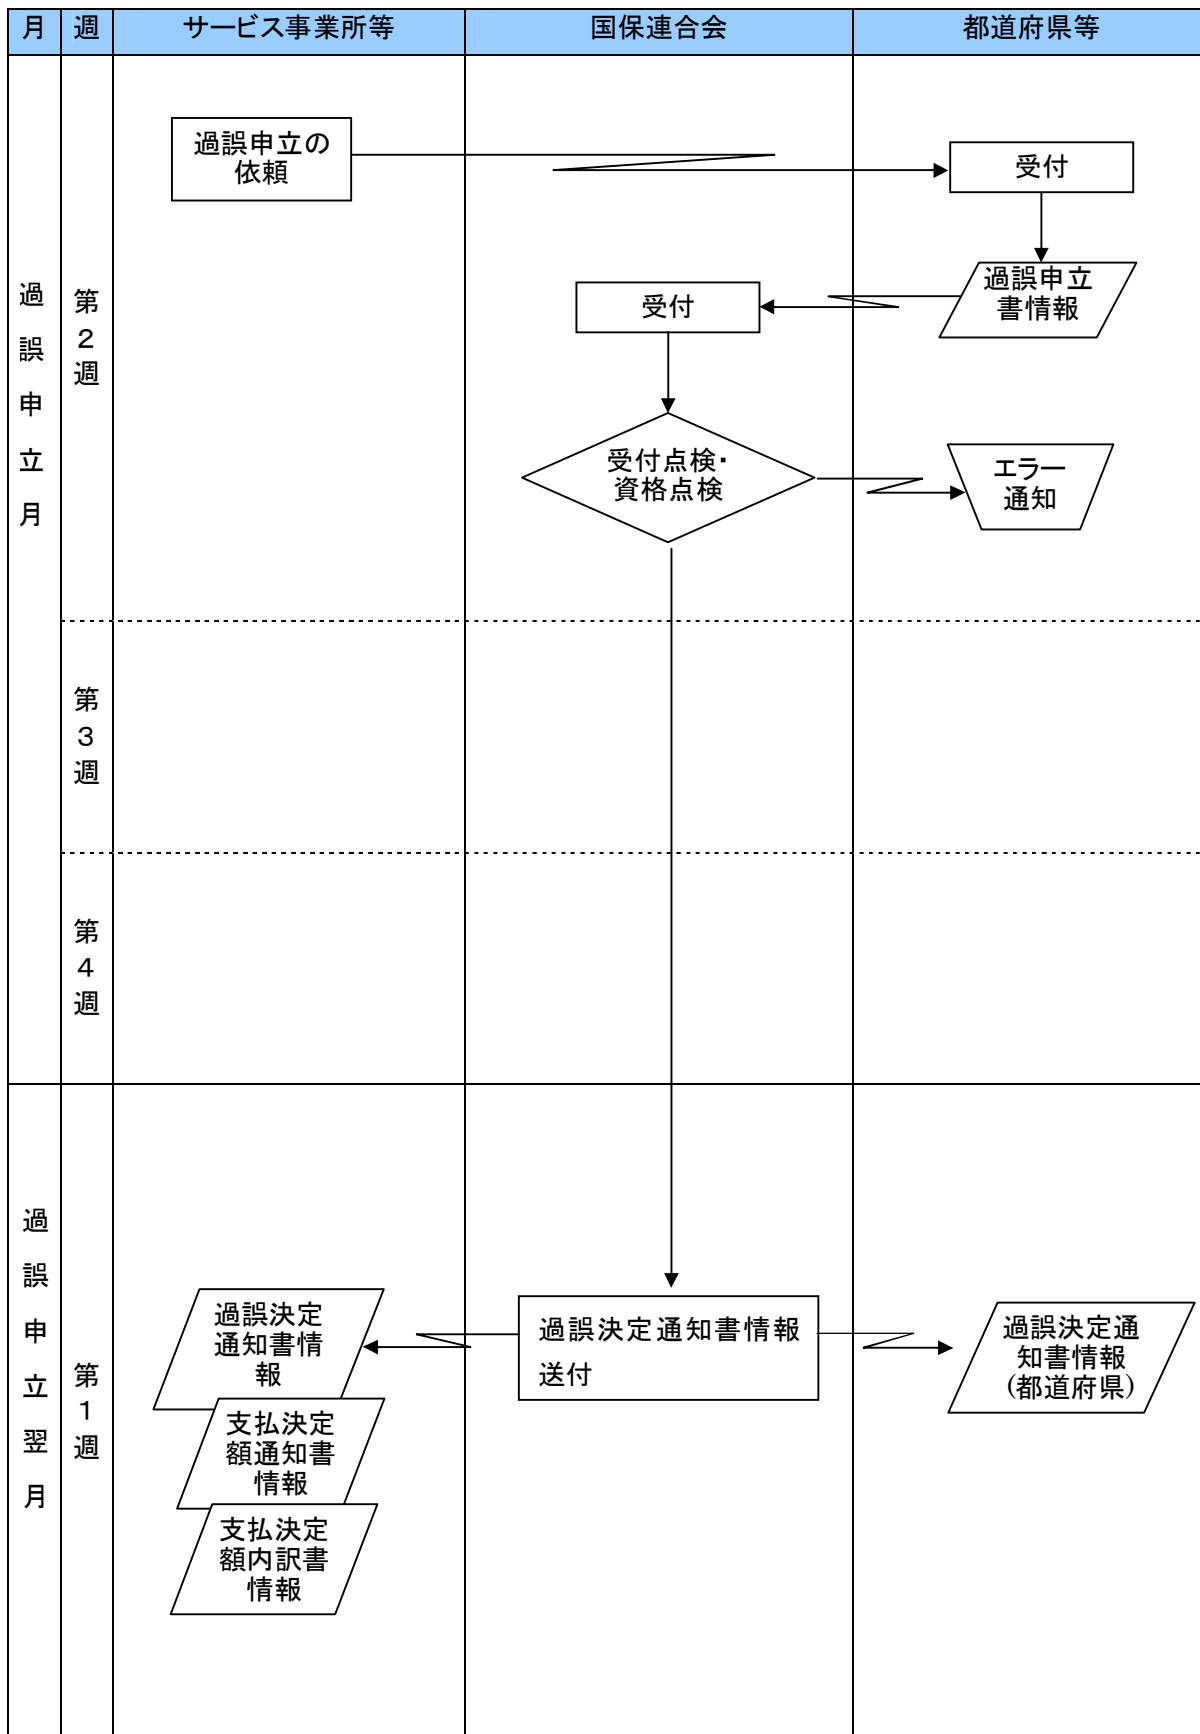 月 週 サービス事業所等 国保連合会 都道府県等
過誤申立月
第2週
過誤申立の
依頼
受付
過誤申立
書情報
受付
受付点検・
資格点検
エラー
通知
第3週
第4週
過誤申立翌月
第1週
過誤決定
通知書情
報
支払決定
額通知書
情報
支払決定
額内訳書
情報
過誤決定通知書情報
送付
過誤決定通
知書情報
(都道府県)